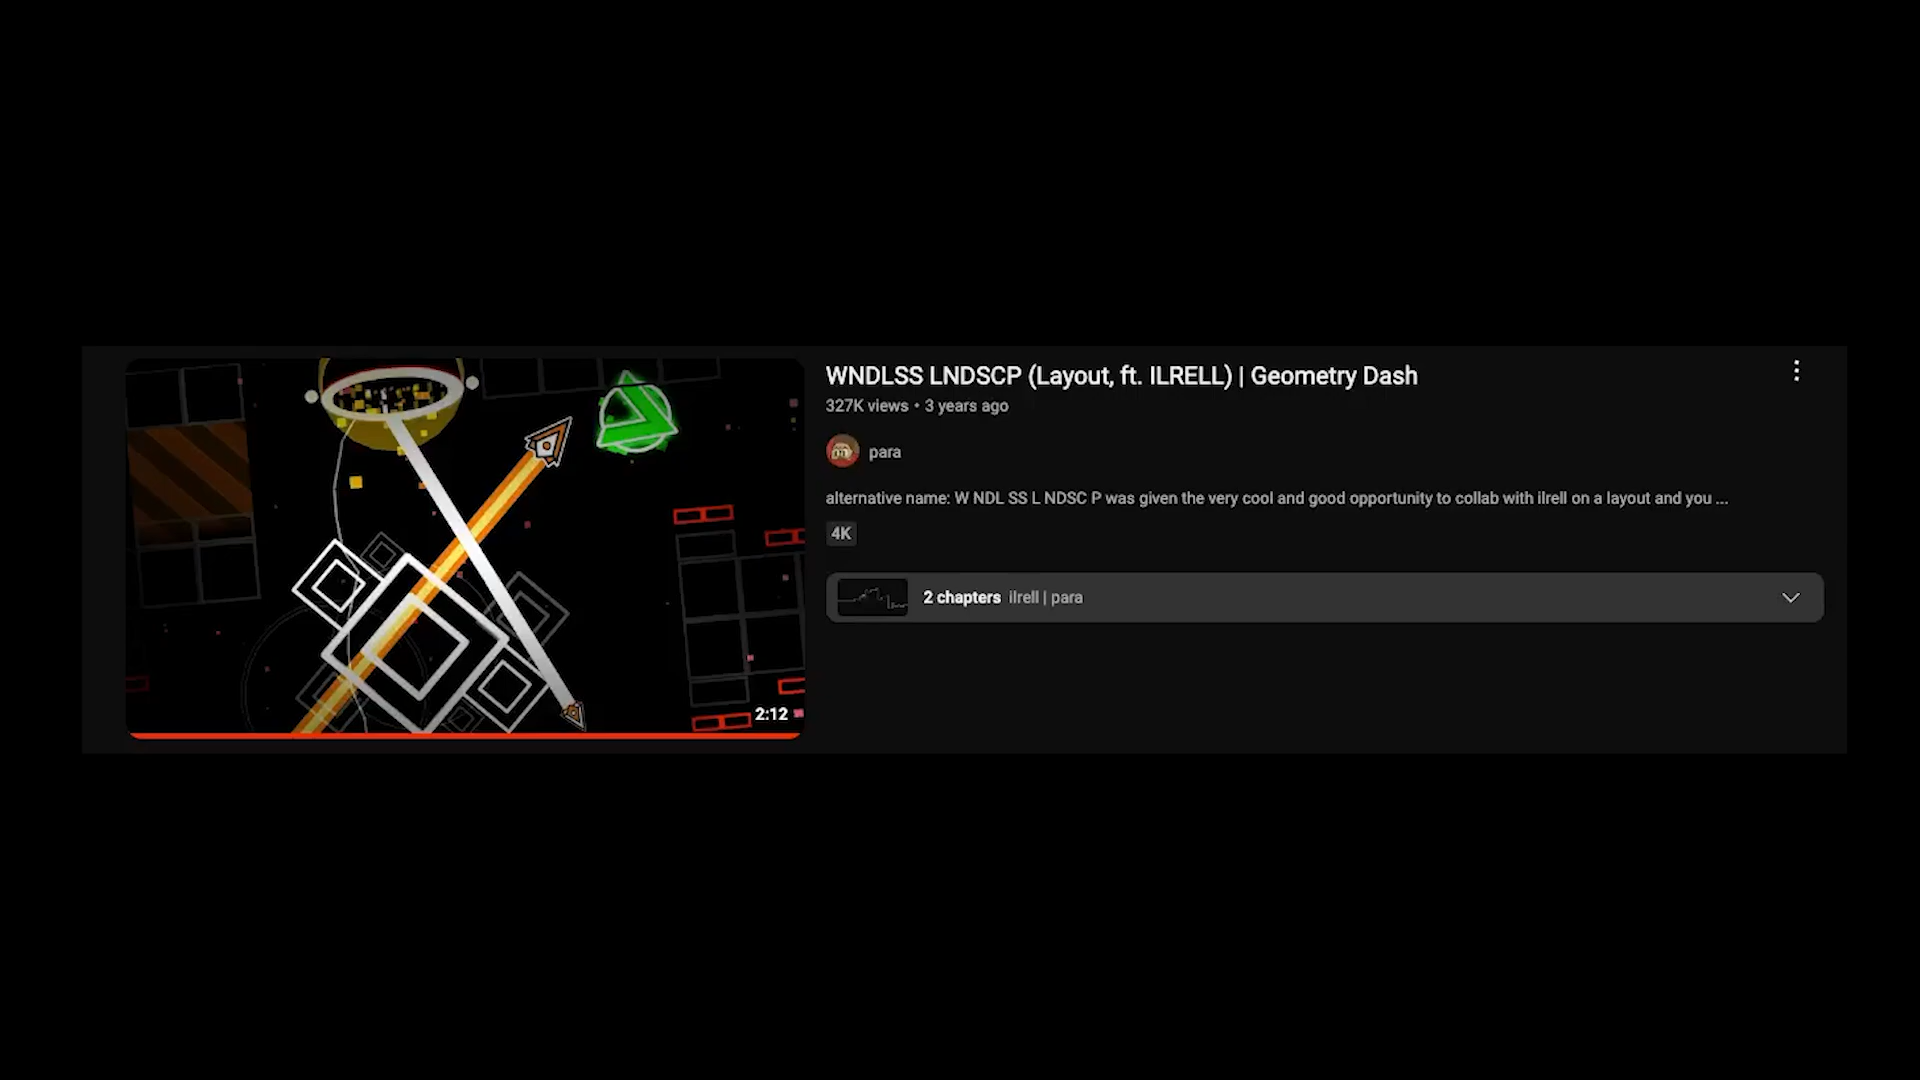 WNDLSS LNDSCP (Layout, ft. ILRELL) | Geometry Dash
327K views • 3 years ago
para
alternative name: W NDL SS L NDSC P was given the very cool and good opportunity to collab with ilrell on a layout and you ...
4K
2 chapters ilrell | para
2:12